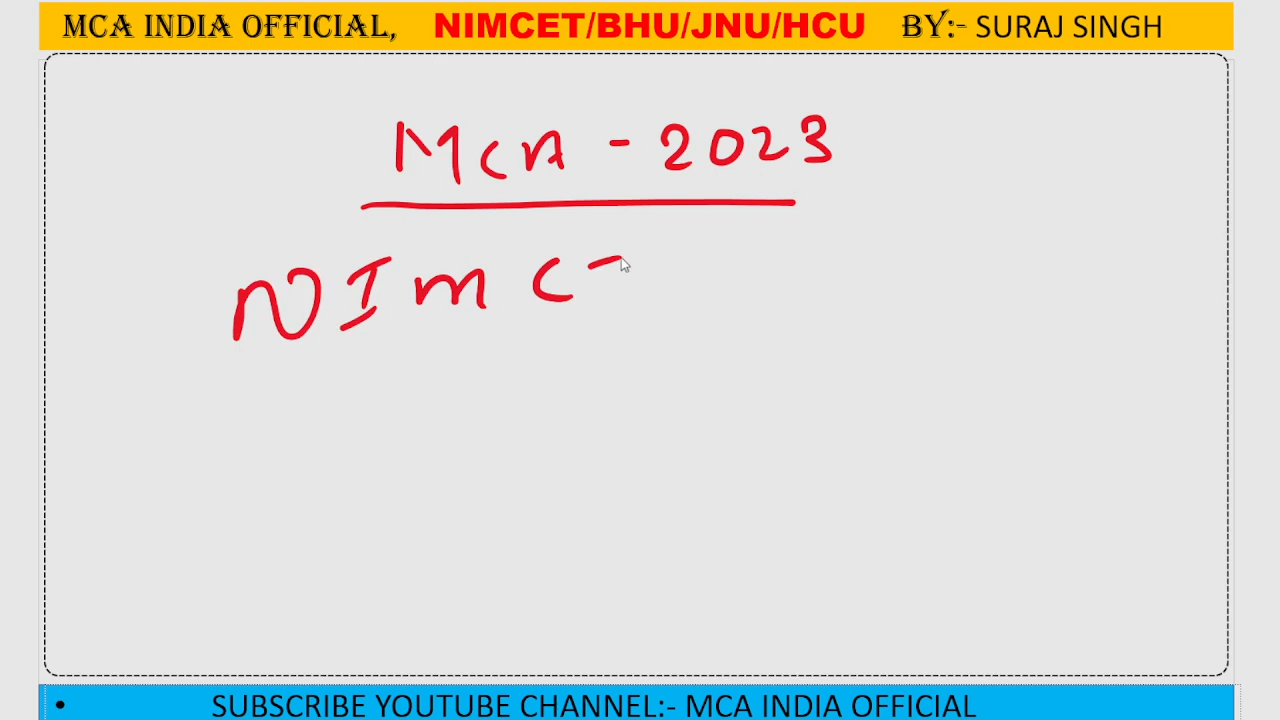 MCA INDIA OFFICIAL, NIMCET/BHU/JNU/HCU BY:- SURAJ SINGH
MCA - 2023
NIMC
• SUBSCRIBE YOUTUBE CHANNEL:- MCA INDIA OFFICIAL